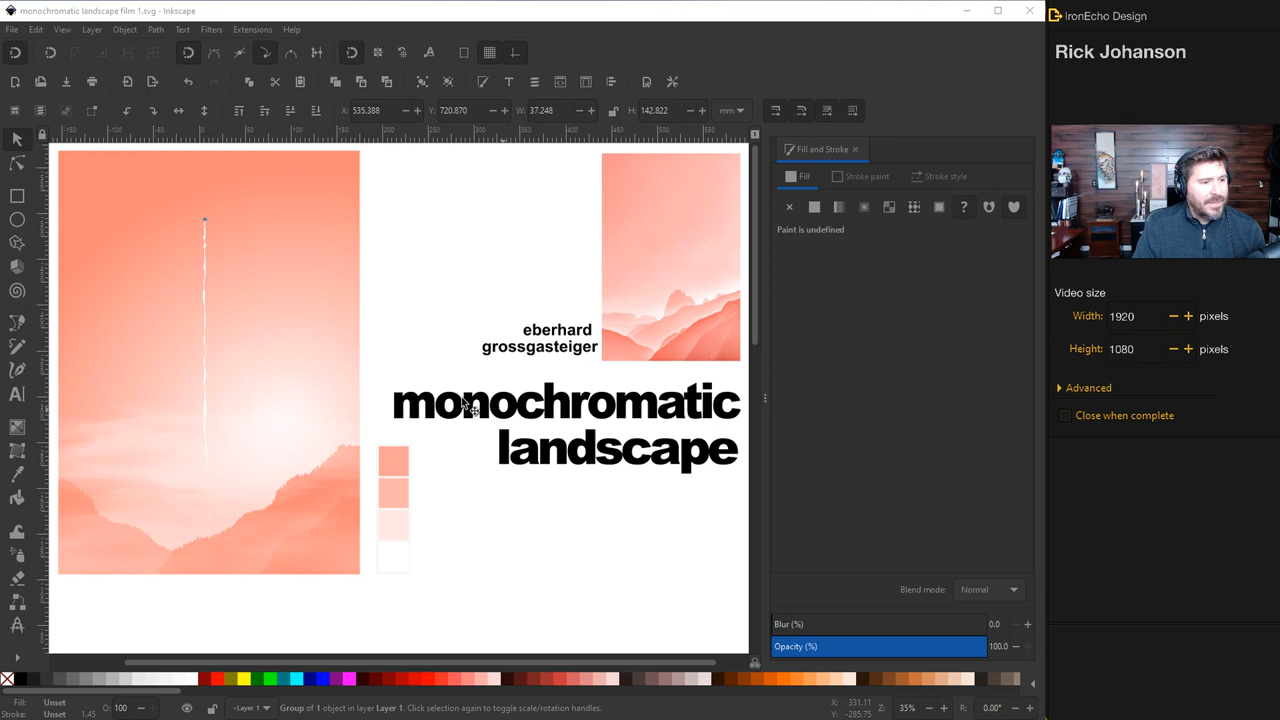 monochromatic landscape film 1.svg - Inkscape
File Edit View Layer Object Path Text Filters Extensions Help
X: 535.388 Y: 720.870 W: 37.248 H: 142.822 mm
Fill and Stroke
Fill Stroke paint Stroke style
Paint is undefined
eberhard
grossgasteiger
monochromatic
landscape
Blend mode: Normal
Blur (%) 0.0
Opacity (%) 100.0
Fill: Unset
Stroke: Unset 1.45
O: 100
Layer 1
Group of 1 object in layer Layer 1. Click selection again to toggle scale/rotation handles.
X: 331.11
Y: -285.75
Z: 35% R: 0.00°
IronEcho Design
Rick Johanson
Video size
Width: 1920 pixels
Height: 1080 pixels
Advanced
Close when complete